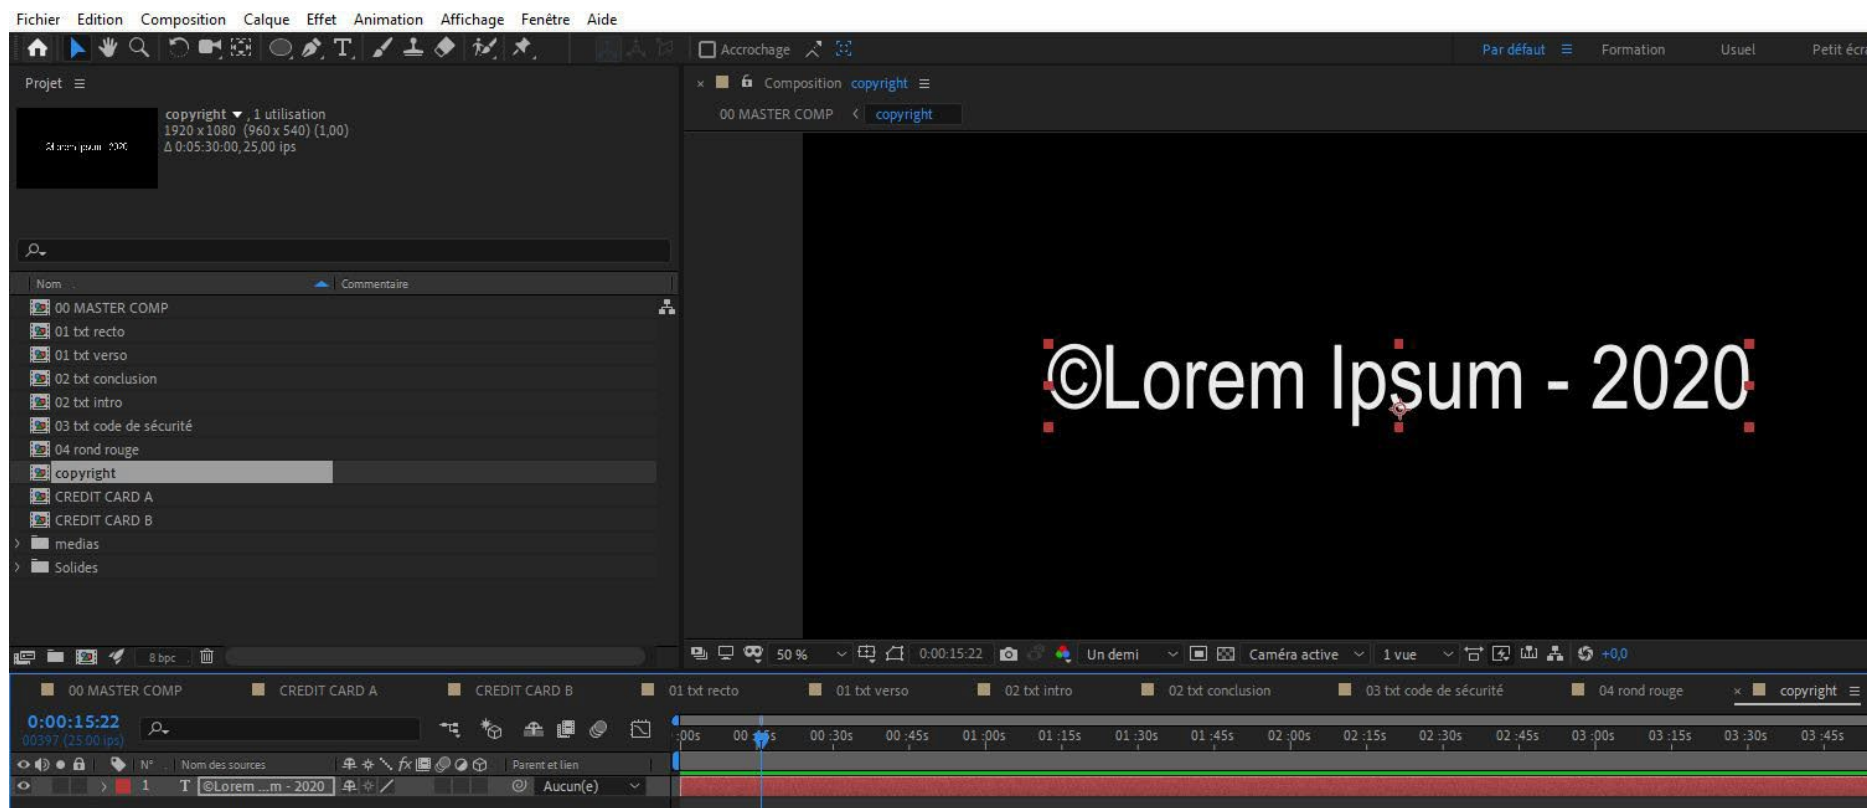 Fichier Edition Composition Calque Effet Animation Affichage Fenêtre Aide
T Accrochage Par défaut Formation Usuel Petit écra
Projet
Composition copyright
00 MASTER COMP < copyright
copyright , 1 utilisation
1920 x 1080 (960 x 540) (1,00)
Δ 0:05:30:00, 25,00 ips
Nom Commentaire
00 MASTER COMP
01 txt recto
01 txt verso
02 txt conclusion
02 txt intro
03 txt code de sécurité
04 rond rouge
copyright
CREDIT CARD A
CREDIT CARD B
medias
Solides
©Lorem Ipsum - 2020
8 bpc
50 % 0:00:15:22 Un demi Caméra active 1 vue +0,0
00 MASTER COMP CREDIT CARD A CREDIT CARD B 01 txt recto 01 txt verso 02 txt intro 02 txt conclusion 03 txt code de sécurité 04 rond rouge copyright
0:00:15:22
00397 (25.00 ips)
:00s 00:30s 00:45s 01:00s 01:15s 01:30s 01:45s 02:00s 02:15s 02:30s 02:45s 03:00s 03:15s 03:30s 03:45s
N° Nom des sources fx Parent et lien
1 T ©Lorem ...m - 2020 Aucun(e)